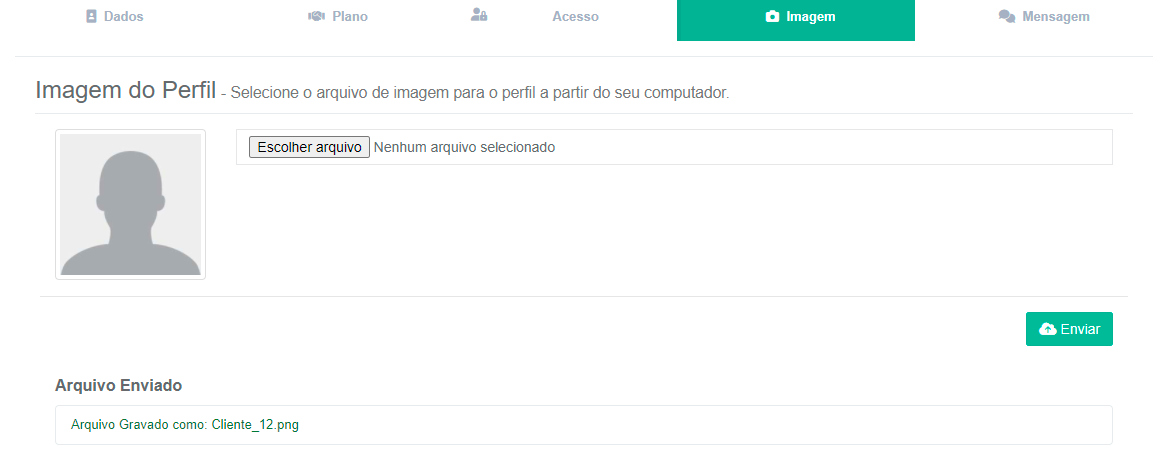 Dados Plano Acesso Imagem Mensagem
Imagem do Perfil - Selecione o arquivo de imagem para o perfil a partir do seu computador.
Escolher arquivo Nenhum arquivo selecionado
Enviar
Arquivo Enviado
Arquivo Gravado como: Cliente_12.png